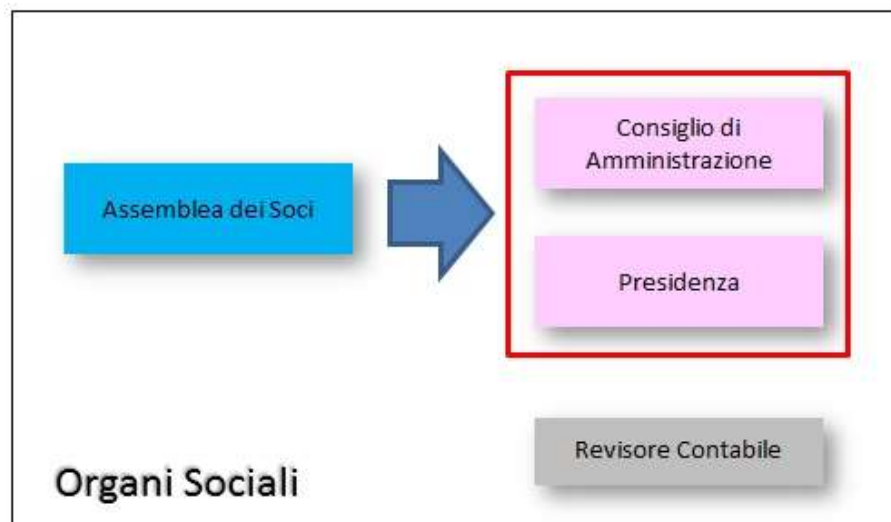 Assemblea dei Soci
Consiglio di
Amministrazione
Presidenza
Revisore Contabile
Organi Sociali